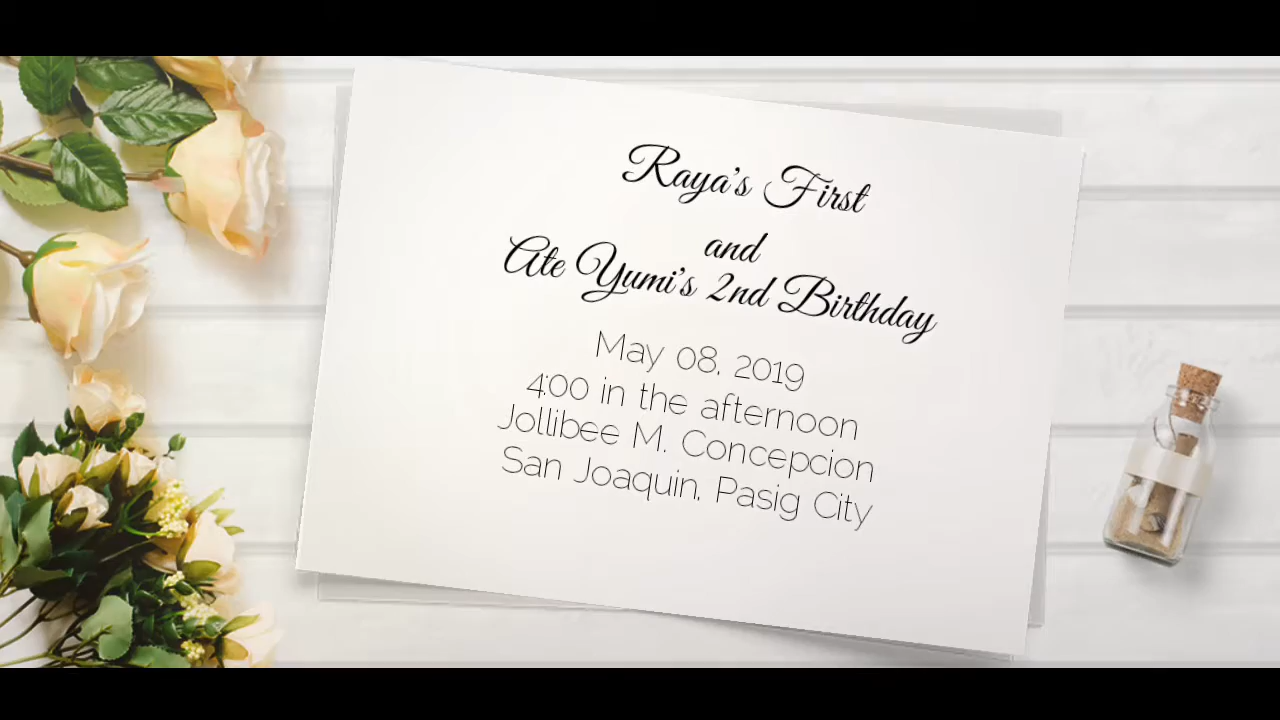 Raya's First
and
Ate Yumi's 2nd Birthday
May 08, 2019
4:00 in the afternoon
Jollibee M. Concepcion
San Joaquin, Pasig City